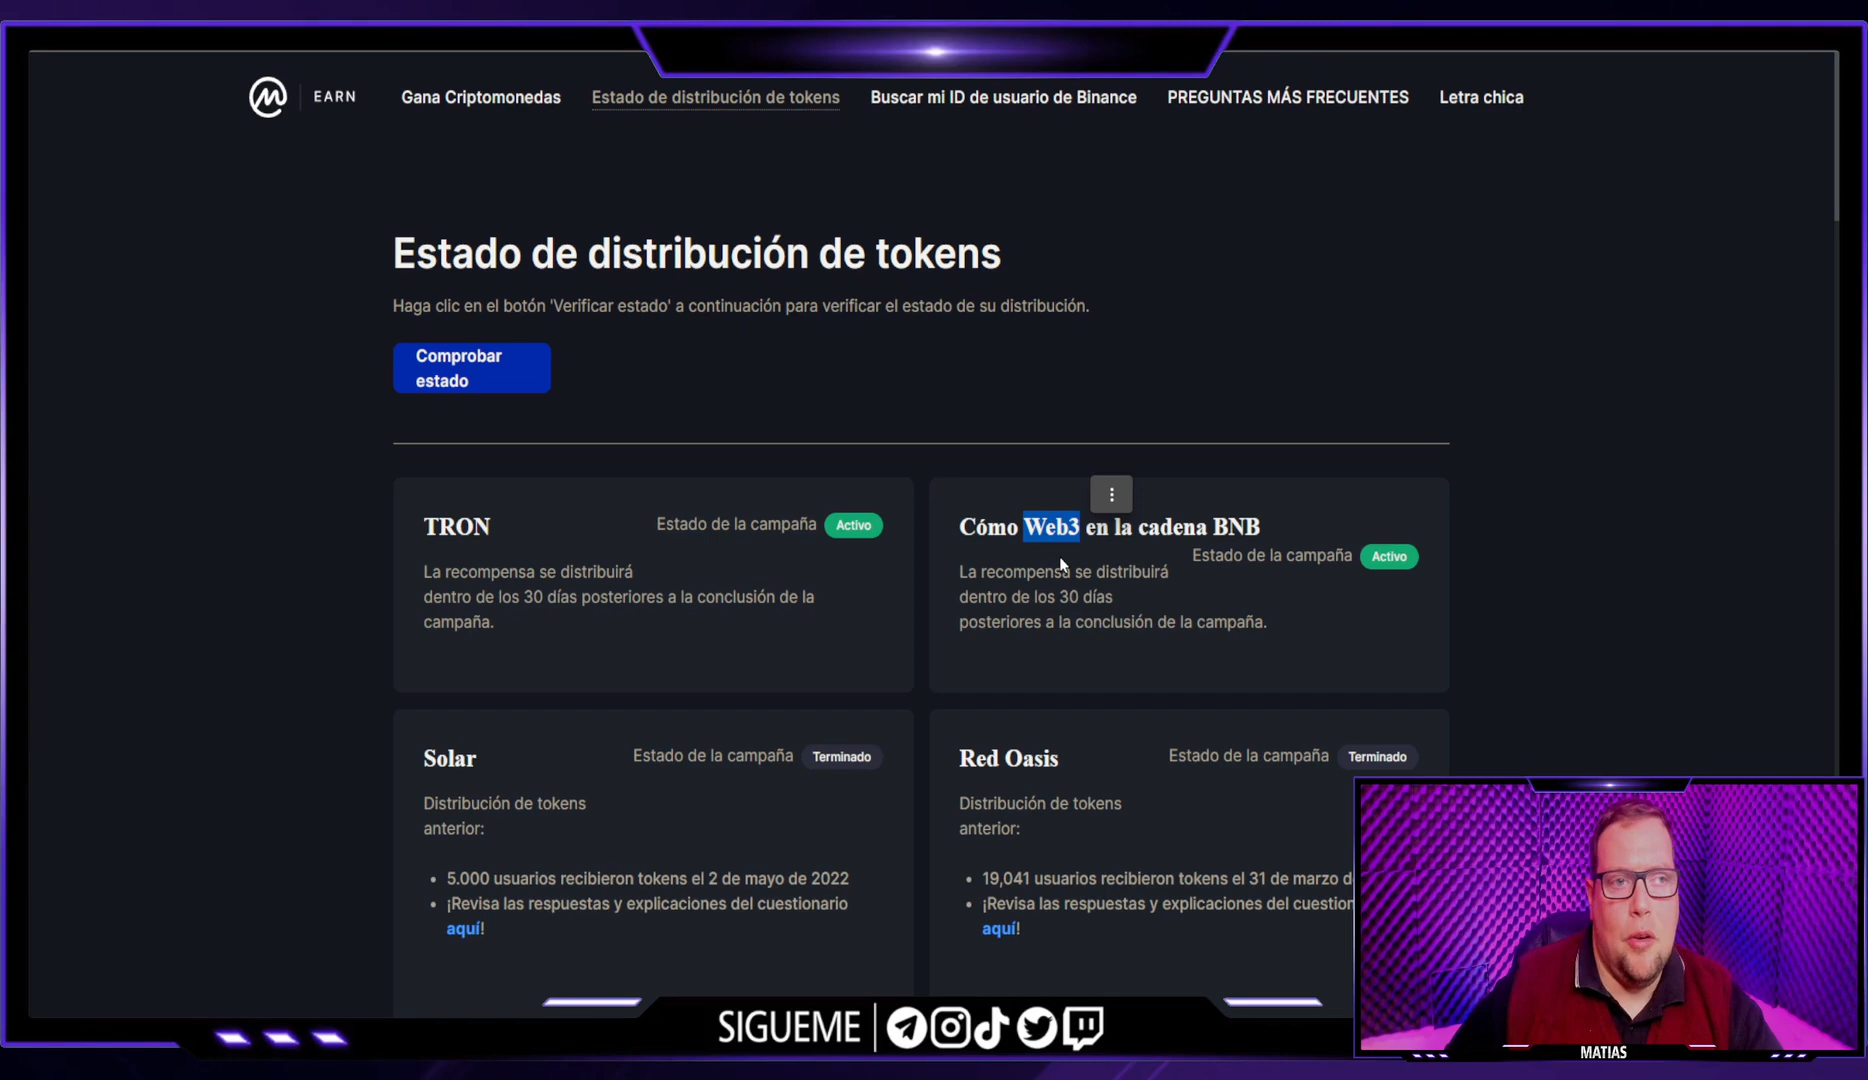 EARN
Gana Criptomonedas
Estado de distribución de tokens
Buscar mi ID de usuario de Binance
PREGUNTAS MÁS FRECUENTES
Letra chica
Estado de distribución de tokens
Haga clic en el botón 'Verificar estado' a continuación para verificar el estado de su distribución.
Comprobar
estado
TRON
Estado de la campaña Activo
La recompensa se distribuirá
dentro de los 30 días posteriores a la conclusión de la
campaña.
Cómo Web3 en la cadena BNB
Estado de la campaña Activo
La recompensa se distribuirá
dentro de los 30 días
posteriores a la conclusión de la campaña.
Solar
Estado de la campaña Terminado
Distribución de tokens
anterior:
5.000 usuarios recibieron tokens el 2 de mayo de 2022
¡Revisa las respuestas y explicaciones del cuestionario
aquí!
Red Oasis
Estado de la campaña Terminado
Distribución de tokens
anterior:
19,041 usuarios recibieron tokens el 31 de marzo
¡Revisa las respuestas y explicaciones del
aquí!
SIGUEME
MATIAS